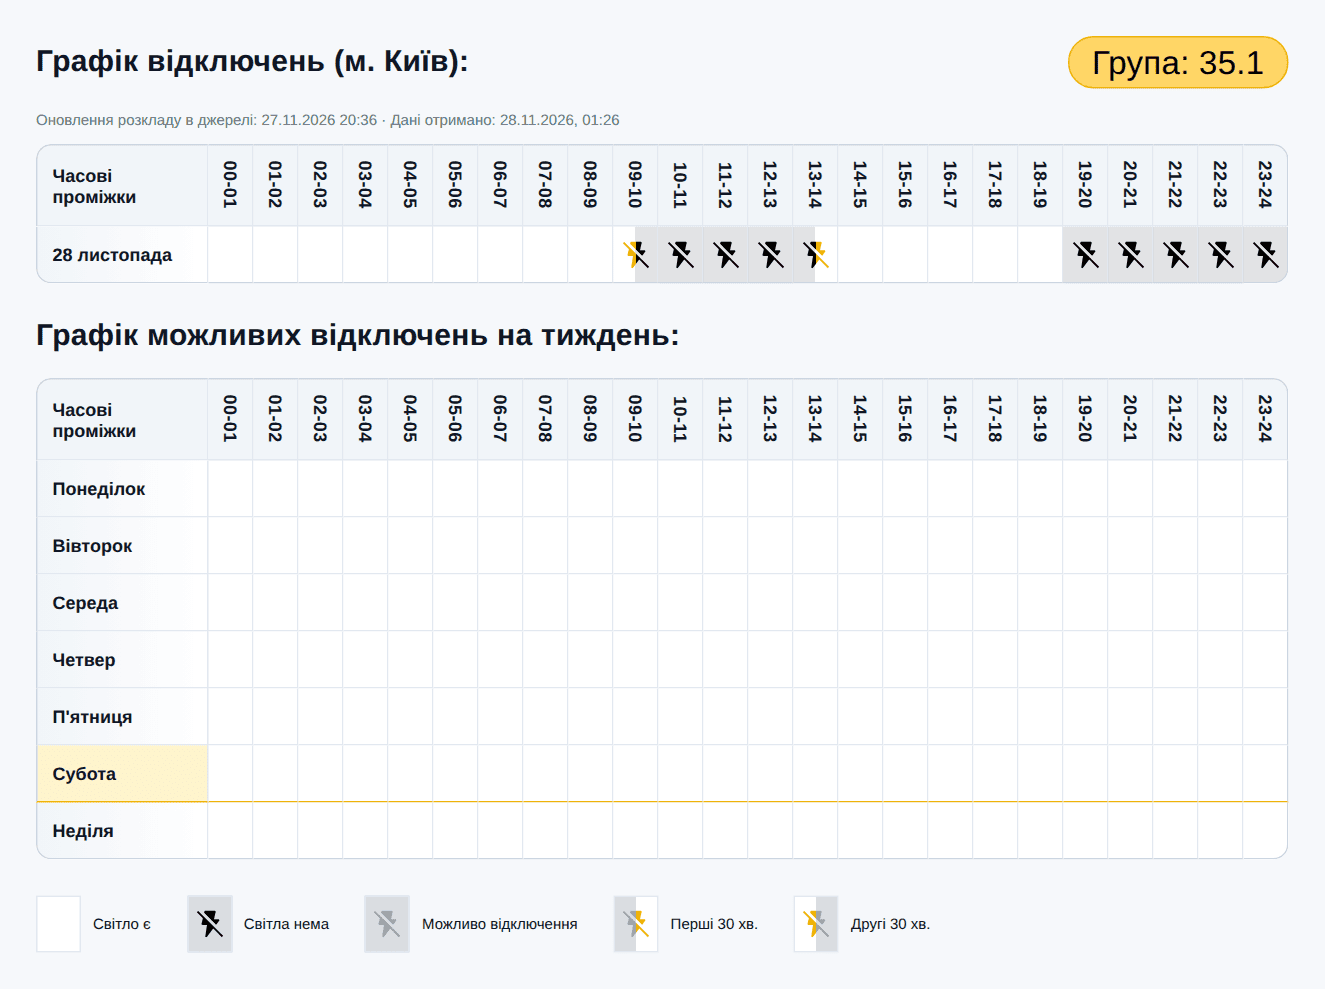 Графік відключень (м. Київ):
Група: 35.1
Оновлення розкладу в джерелі: 27.11.2026 20:36 · Дані отримано: 28.11.2026, 01:26
Часові проміжки 00-01 01-02 02-03 03-04 04-05 05-06 06-07 07-08 08-09 09-10 10-11 11-12 12-13 13-14 14-15 15-16 16-17 17-18 18-19 19-20 20-21 21-22 22-23 23-24
28 листопада
Графік можливих відключень на тиждень:
Часові проміжки 00-01 01-02 02-03 03-04 04-05 05-06 06-07 07-08 08-09 09-10 10-11 11-12 12-13 13-14 14-15 15-16 16-17 17-18 18-19 19-20 20-21 21-22 22-23 23-24
Понеділок
Вівторок
Середа
Четвер
П'ятниця
Субота
Неділя
Світло є Світла нема Можливо відключення Перші 30 хв. Другі 30 хв.